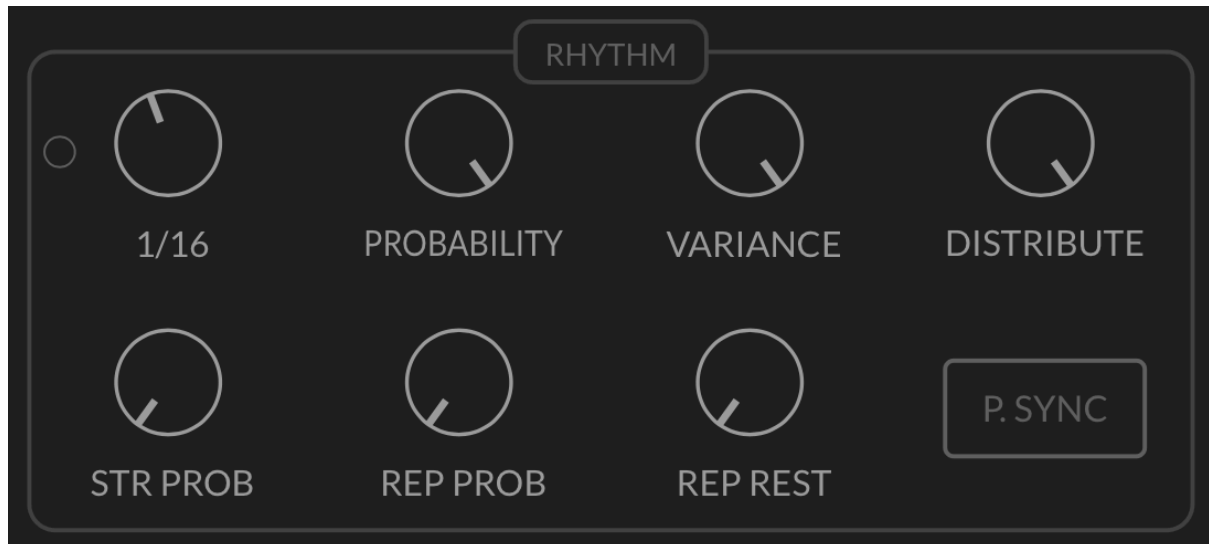 RHYTHM
1/16
PROBABILITY
VARIANCE
DISTRIBUTE
STR PROB
REP PROB
REP REST
P. SYNC